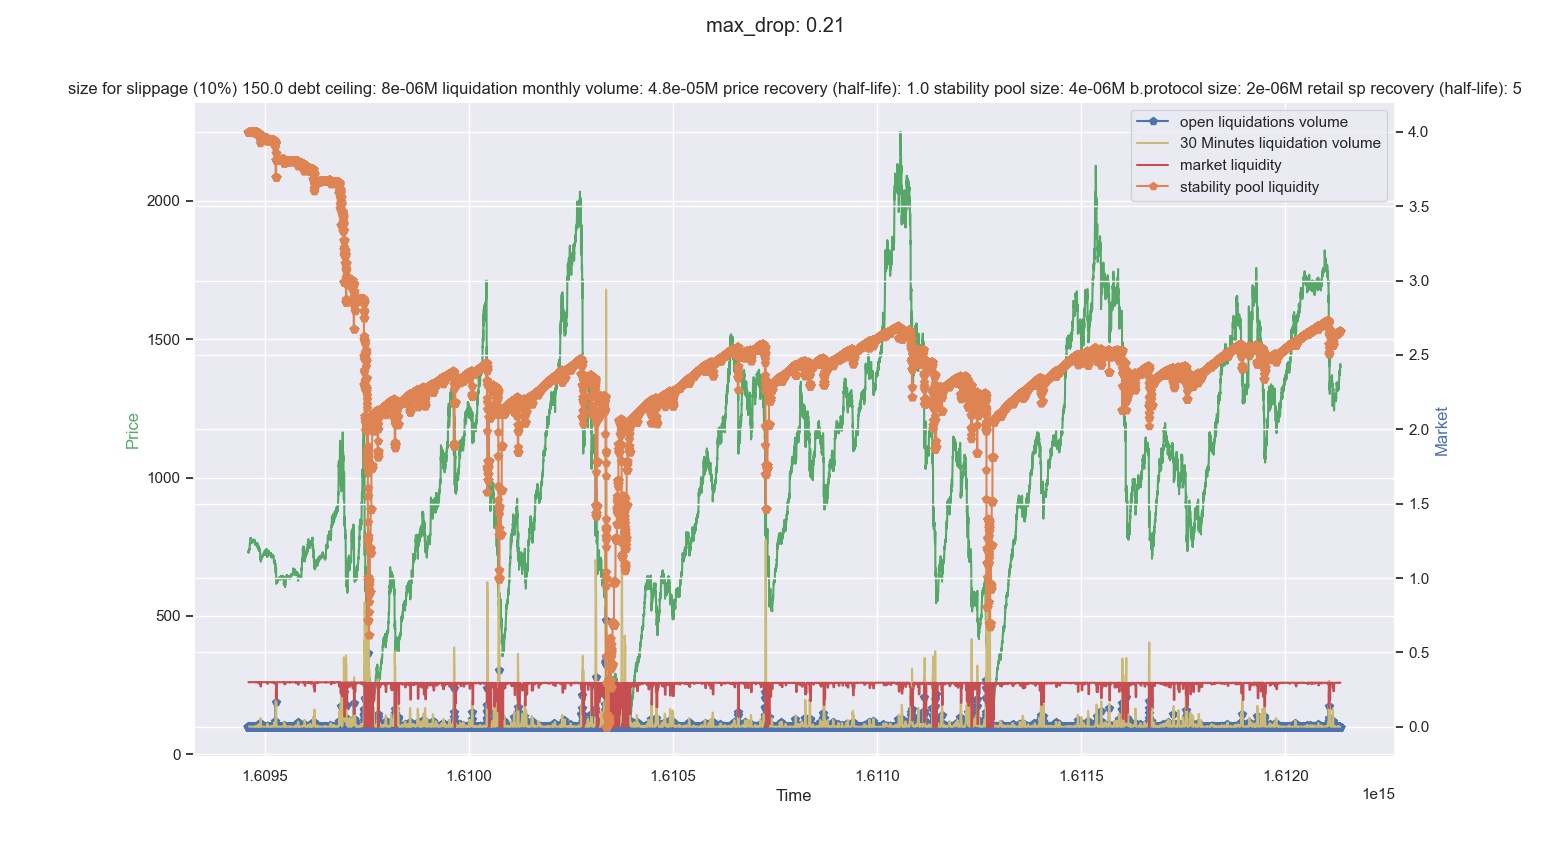 max_drop: 0.21
size for slippage (10%) 150.0 debt ceiling: 8e-06M liquidation monthly volume: 4.8e-05M price recovery (half-life): 1.0 stability pool size: 4e-06M b.protocol size: 2e-06M retail sp recovery (half-life): 5
open liquidations volume
30 Minutes liquidation volume
market liquidity
stability pool liquidity
Price
2000
1500
1000
500
0
4.0
3.5
3.0
2.5
2.0
1.5
1.0
0.5
0.0
Market
1.6095 1.6100 1.6105 1.6110 1.6115 1.6120
Time
1e15